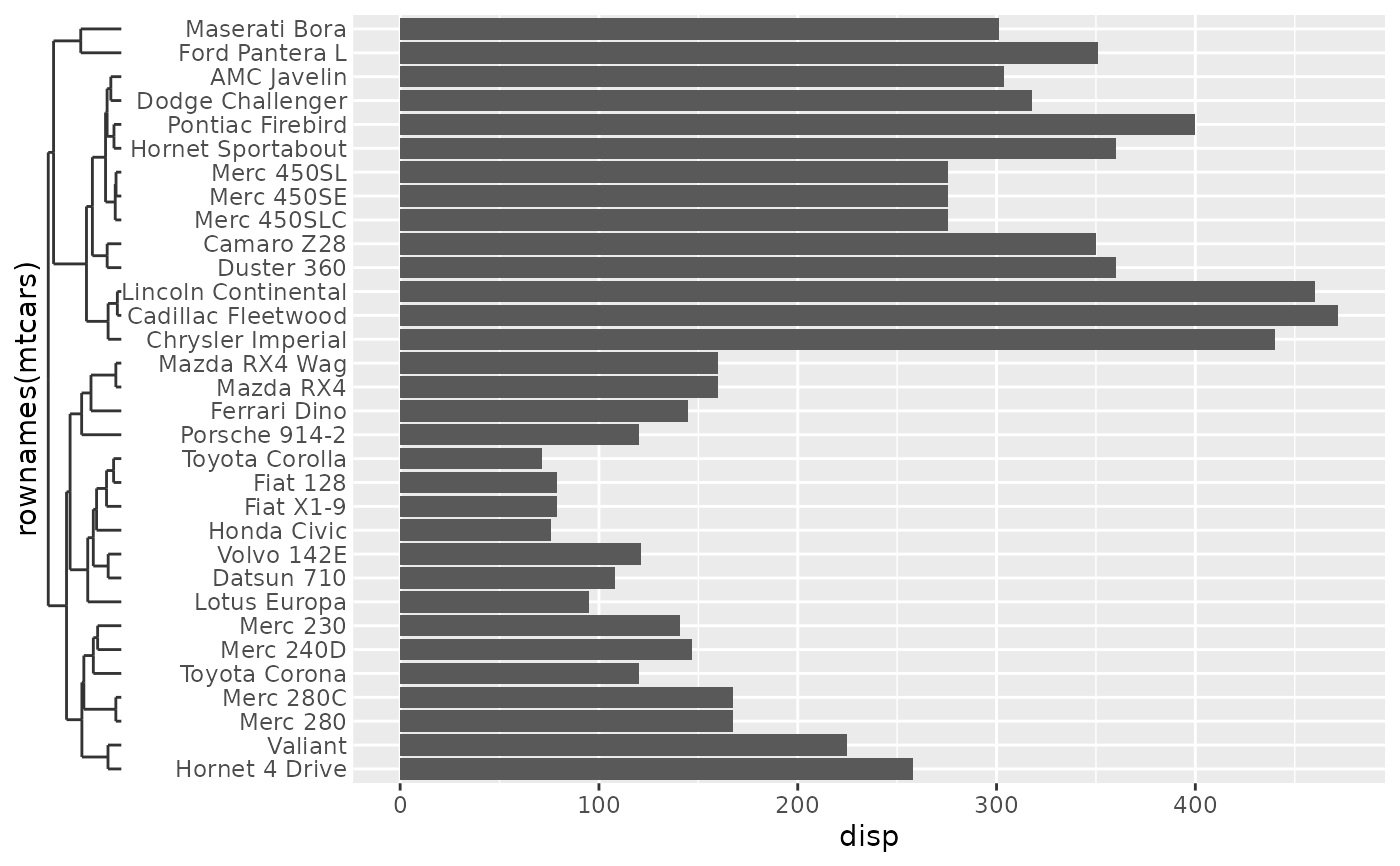 rownames(mtcars)
Maserati Bora
Ford Pantera L
AMC Javelin
Dodge Challenger
Pontiac Firebird
Hornet Sportabout
Merc 450SL
Merc 450SE
Merc 450SLC
Camaro Z28
Duster 360
Lincoln Continental
Cadillac Fleetwood
Chrysler Imperial
Mazda RX4 Wag
Mazda RX4
Ferrari Dino
Porsche 914-2
Toyota Corolla
Fiat 128
Fiat X1-9
Honda Civic
Volvo 142E
Datsun 710
Lotus Europa
Merc 230
Merc 240D
Toyota Corona
Merc 280C
Merc 280
Valiant
Hornet 4 Drive
0 100 200 300 400
disp